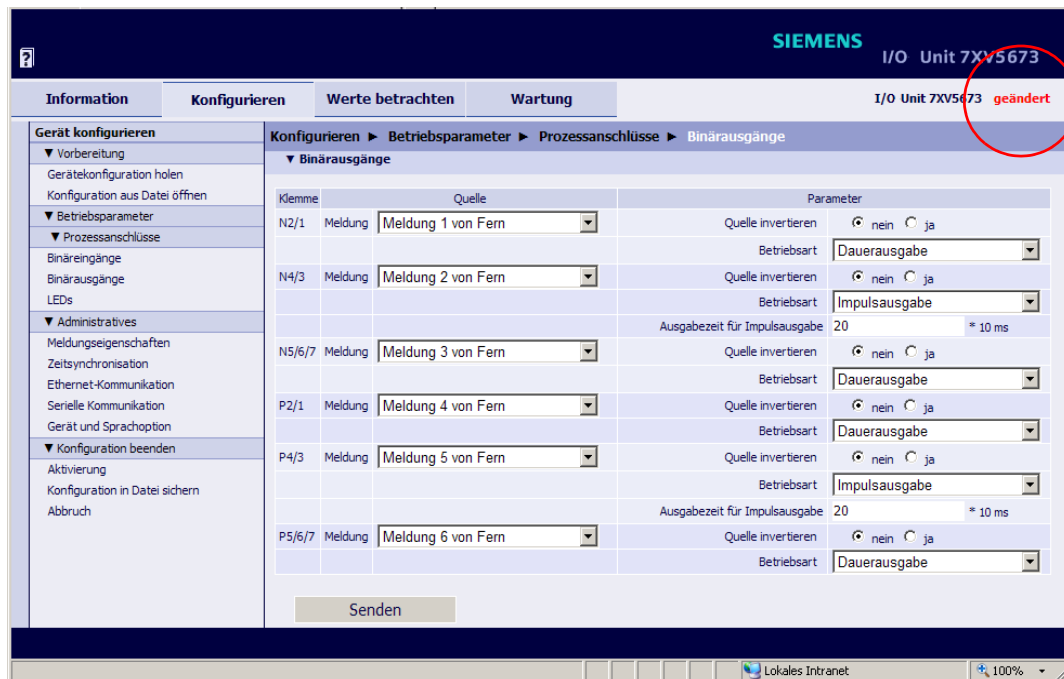 SIEMENS
I/O Unit 7XV5673
?
Information Konfigurieren Werte betrachten Wartung I/O Unit 7XV5673 geändert
Gerät konfigurieren
▼ Vorbereitung
Gerätekonfiguration holen
Konfiguration aus Datei öffnen
▼ Betriebsparameter
▼ Prozessanschlüsse
Binäreingänge
Binärausgänge
LEDs
▼ Administratives
Meldungseigenschaften
Zeitsynchronisation
Ethernet-Kommunikation
Serielle Kommunikation
Gerät und Sprachoption
▼ Konfiguration beenden
Aktivierung
Konfiguration in Datei sichern
Abbruch
Konfigurieren ► Betriebsparameter ► Prozessanschlüsse ► Binärausgänge
▼ Binärausgänge
Klemme Quelle Parameter
N2/1 Meldung Meldung 1 von Fern Quelle invertieren nein ja
Betriebsart Dauerausgabe
N4/3 Meldung Meldung 2 von Fern Quelle invertieren nein ja
Betriebsart Impulsausgabe
Ausgabezeit für Impulsausgabe 20 * 10 ms
N5/6/7 Meldung Meldung 3 von Fern Quelle invertieren nein ja
Betriebsart Dauerausgabe
P2/1 Meldung Meldung 4 von Fern Quelle invertieren nein ja
Betriebsart Dauerausgabe
P4/3 Meldung Meldung 5 von Fern Quelle invertieren nein ja
Betriebsart Impulsausgabe
Ausgabezeit für Impulsausgabe 20 * 10 ms
P5/6/7 Meldung Meldung 6 von Fern Quelle invertieren nein ja
Betriebsart Dauerausgabe
Senden
Lokales Intranet 100%